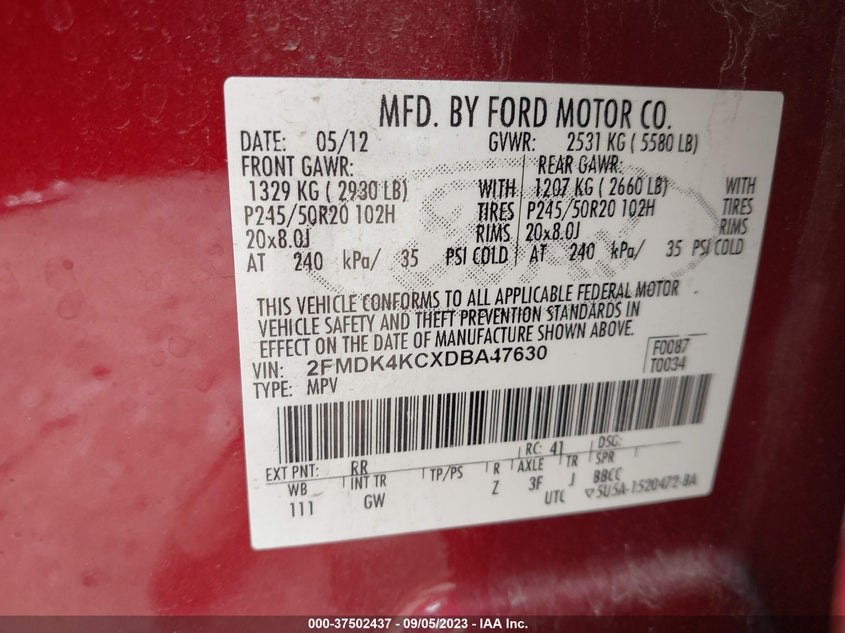 MFD. BY FORD MOTOR CO.
DATE: 05/12 GVWR: 2531 KG ( 5580 LB)
FRONT GAWR: REAR GAWR:
1329 KG ( 2930 LB) WITH 1207 KG ( 2660 LB) WITH
P245/50R20 102H TIRES P245/50R20 102H TIRES
20x8.0J RIMS 20x8.0J RIMS
AT 240 kPa/ 35 PSI COLD AT 240 kPa/ 35 PSI COLD
THIS VEHICLE CONFORMS TO ALL APPLICABLE FEDERAL MOTOR
VEHICLE SAFETY AND THEFT PREVENTION STANDARDS IN
EFFECT ON THE DATE OF MANUFACTURE SHOWN ABOVE.
VIN: 2FMDK4KCXDBA47630 F0087
TYPE: MPV T0034
EXT PNT: RR RC: 41 DSG:
WB INT TR TP/PS R AXLE TR SPR
111 GW Z 3F J BBCC
UTC ▽5U5A-1520472-BA
000-37502437 - 09/05/2023 - IAA Inc.